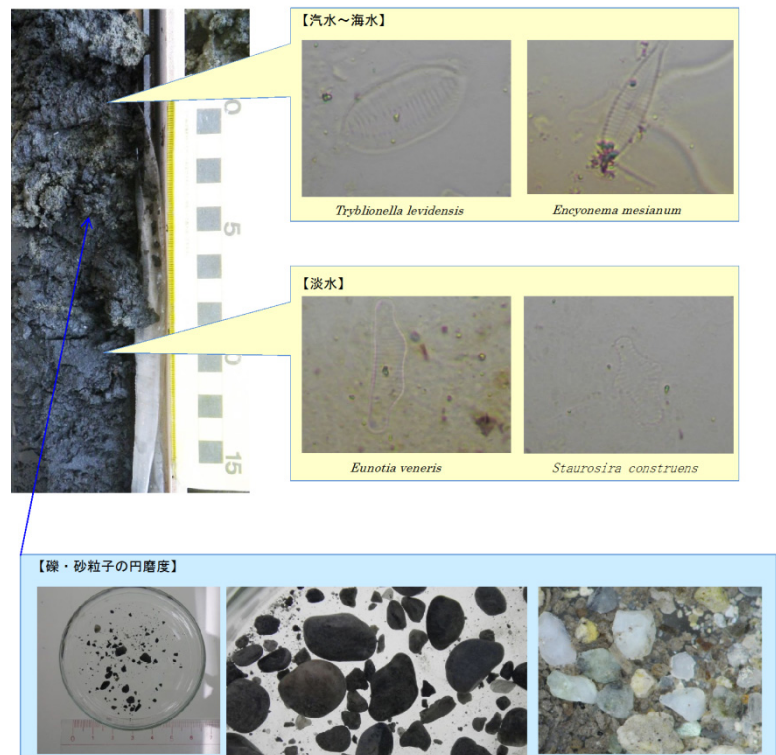 【汽水～海水】
Tryblionella levidensis
Encyonema mesianum
0
5
10
15
【淡水】
Eunotia veneris
Staurosira construens
【礫・砂粒子の円磨度】